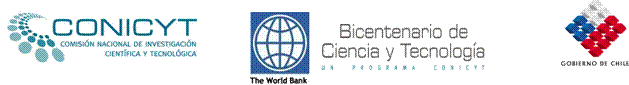 CONICYT
COMISIÓN NACIONAL DE INVESTIGACIÓN
CIENTÍFICA Y TECNOLÓGICA
The World Bank
Bicentenario de
Ciencia y Tecnología
UN PROGRAMA CONICYT
GOBIERNO DE CHILE